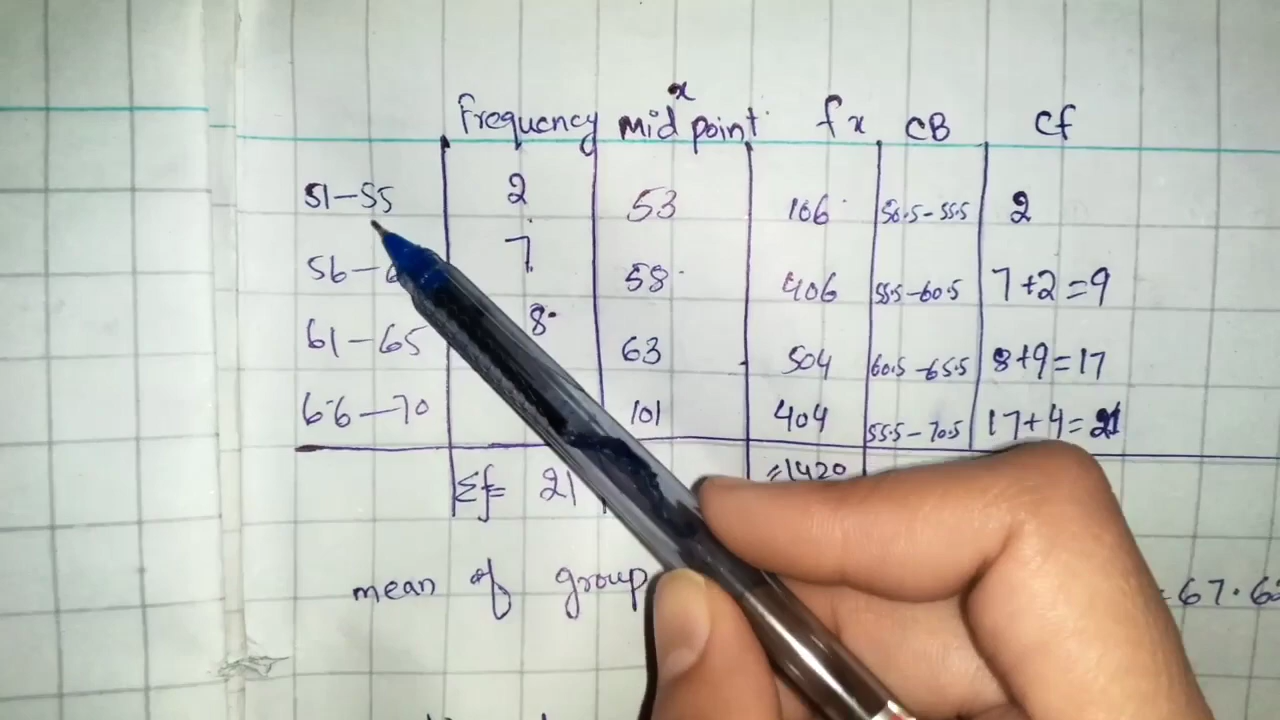 x
Frequency mid point fx CB Cf
51-55 2 53 106 50.5-55.5 2
56-6 7 58 406 55.5-60.5 7+2=9
61-65 8 63 504 60.5-65.5 8+9=17
66-70 101 404 55.5-70.5 17+4=21
Σf= 21 =1420
mean of group 67.6